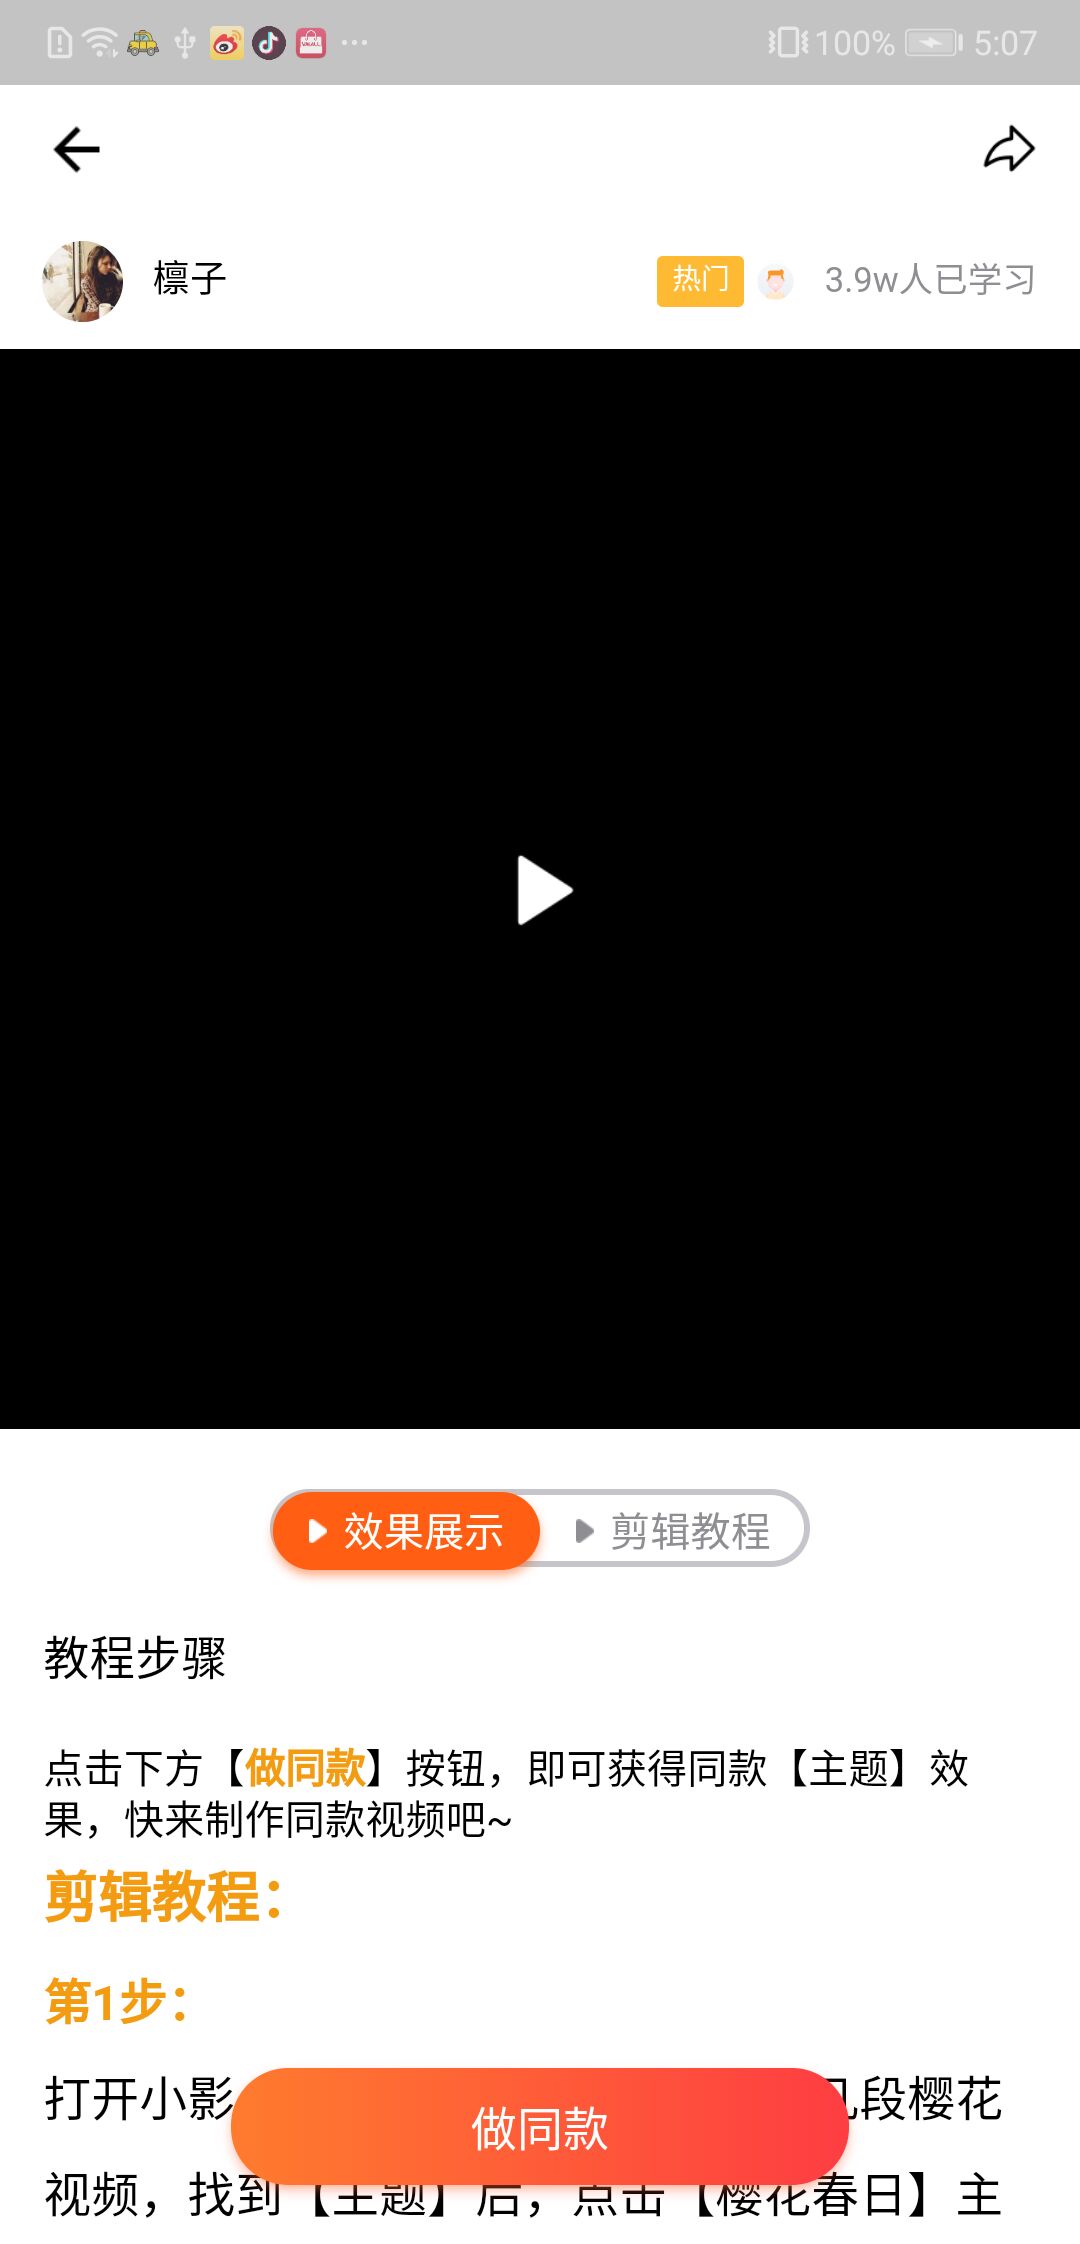 100% 5:07
檩子 热门 3.9w人已学习
效果展示 剪辑教程
教程步骤
点击下方【做同款】按钮，即可获得同款【主题】效
果，快来制作同款视频吧~
剪辑教程：
第1步：
打开小影 段樱花
做同款
视频，找到【主题】后，点击【樱花春日】主